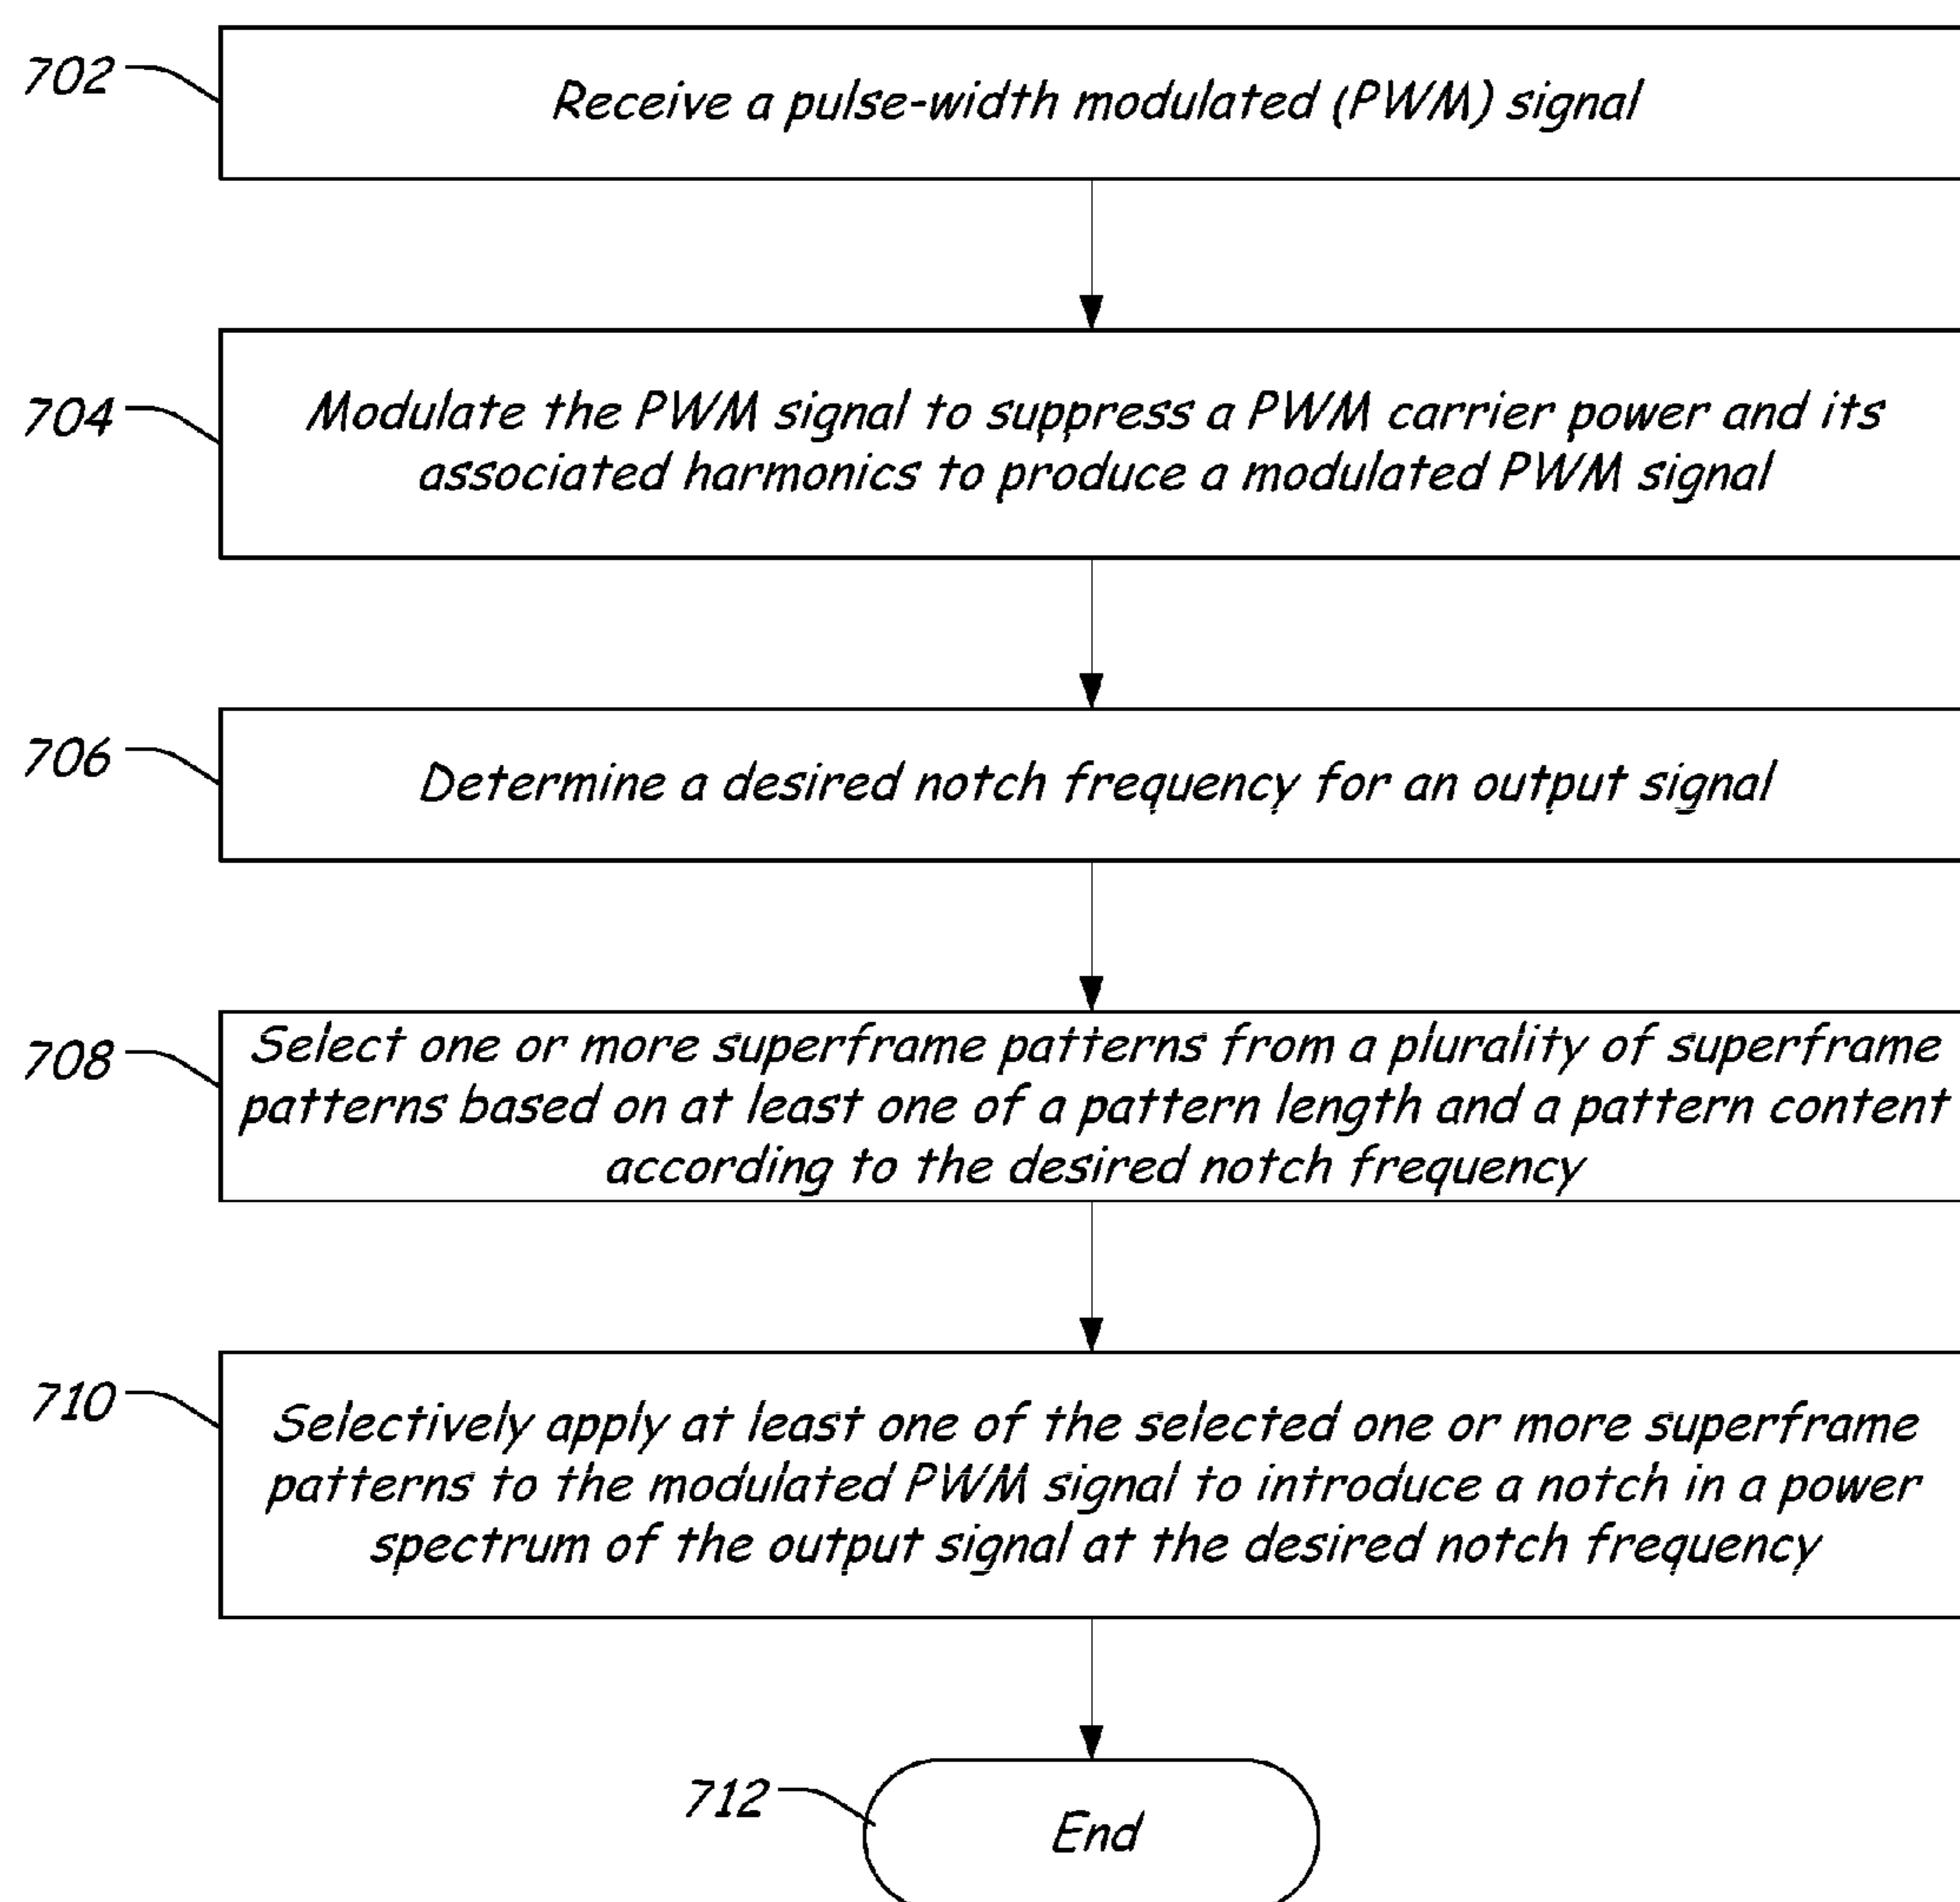 702
Receive a pulse-width modulated (PWM) signal
704
Modulate the PWM signal to suppress a PWM carrier power and its
associated harmonics to produce a modulated PWM signal
706
Determine a desired notch frequency for an output signal
708
Select one or more superframe patterns from a plurality of superframe
patterns based on at least one of a pattern length and a pattern content
according to the desired notch frequency
710
Selectively apply at least one of the selected one or more superframe
patterns to the modulated PWM signal to introduce a notch in a power
spectrum of the output signal at the desired notch frequency
712
End